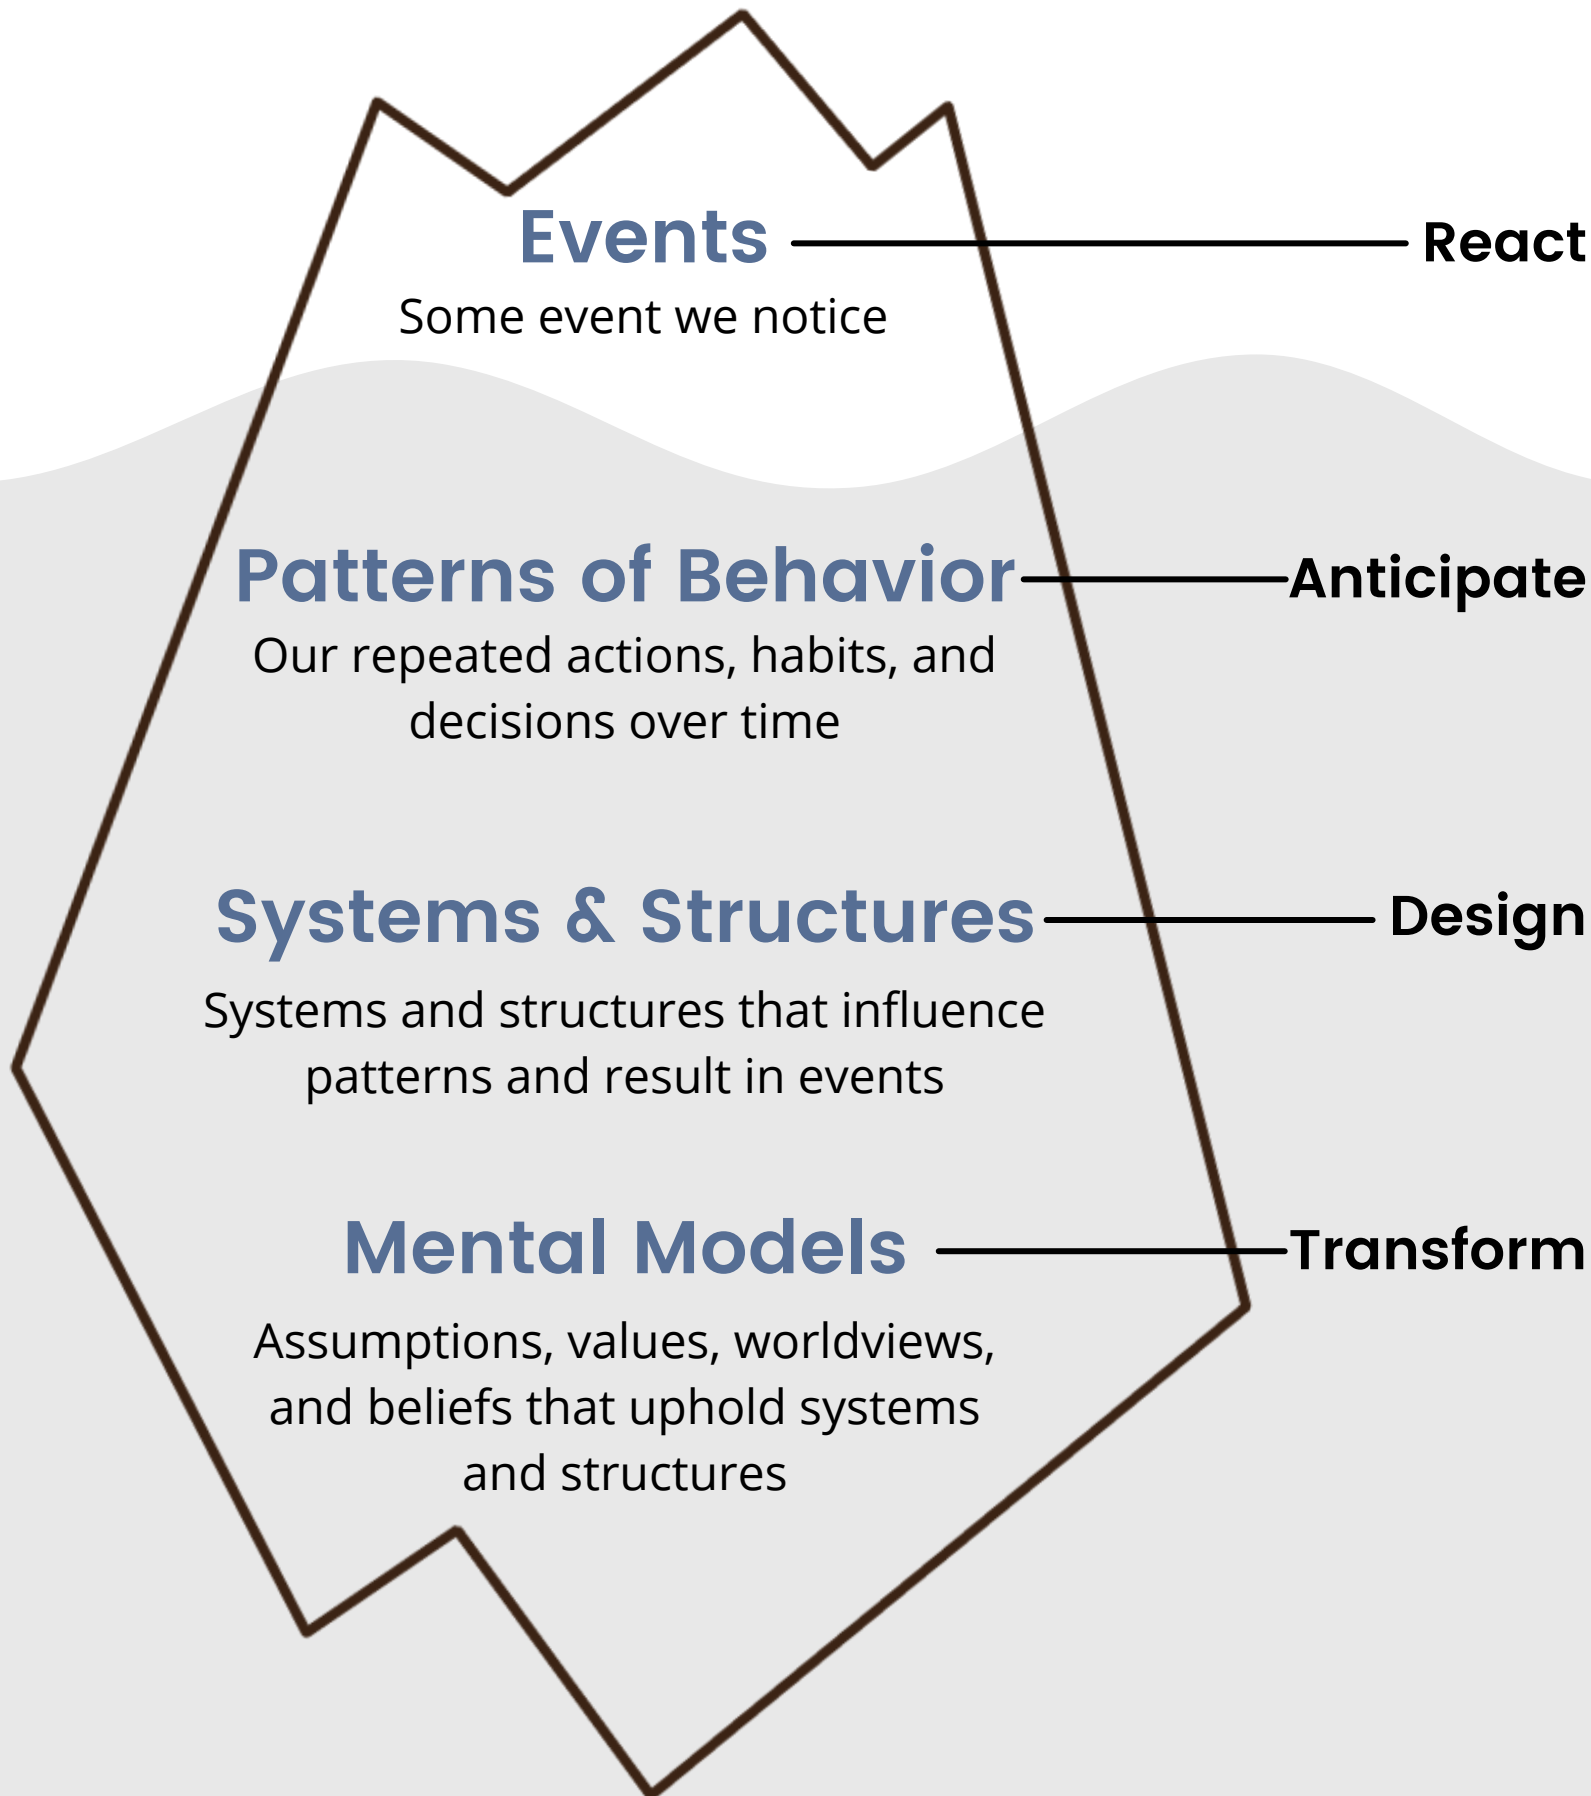 Events
React
Some event we notice
Patterns of Behavior
Anticipate
Our repeated actions, habits, and
decisions over time
Systems & Structures
Design
Systems and structures that influence
patterns and result in events
Mental Models
Transform
Assumptions, values, worldviews,
and beliefs that uphold systems
and structures